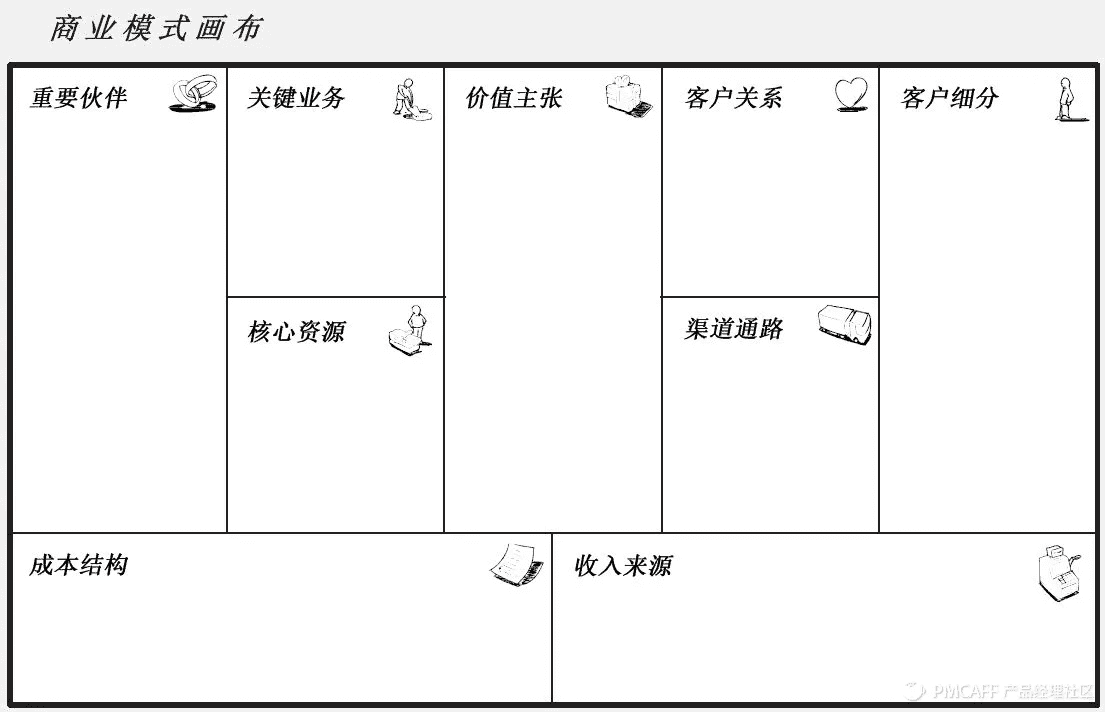 商业模式画布
重要伙伴
关键业务
价值主张
客户关系
客户细分
核心资源
渠道通路
成本结构
收入来源
PMCAFF 产品经理社区